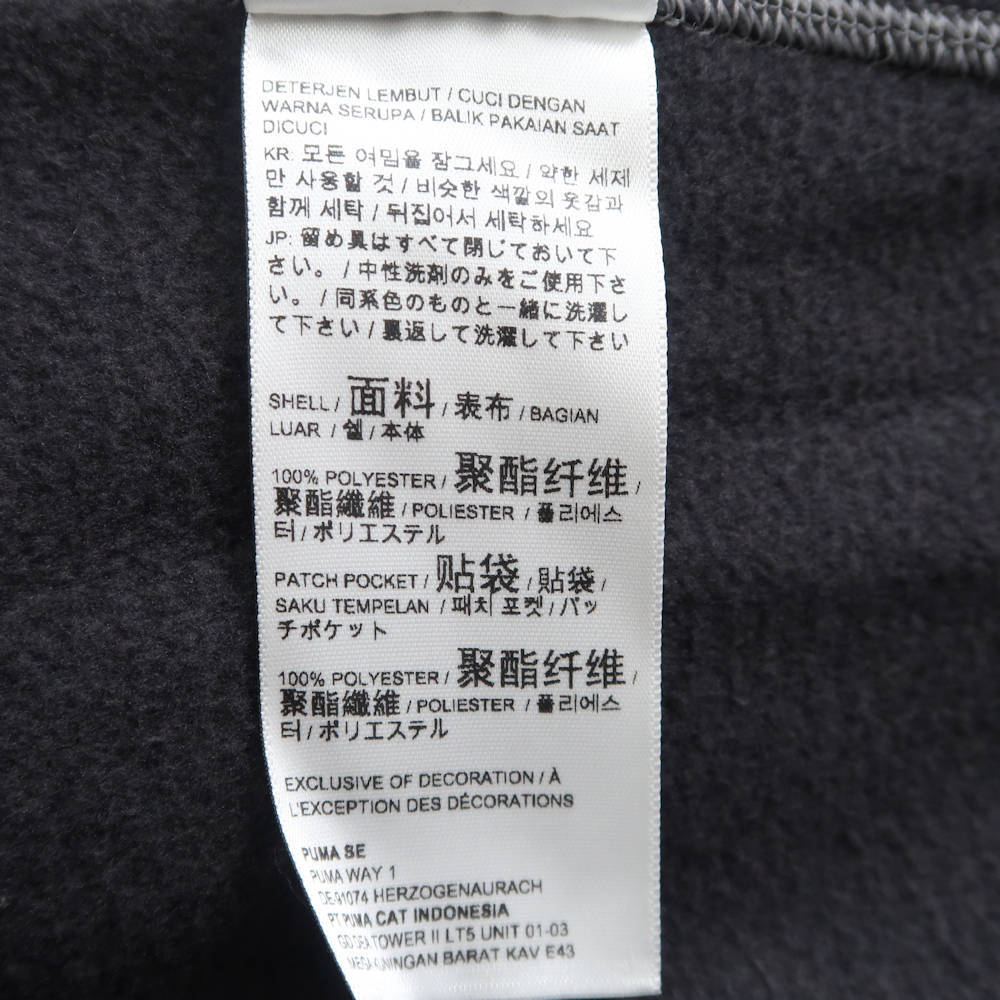 DETERJEN LEMBUT / CUCI DENGAN
WARNA SERUPA / BALIK PAKAIAN SAAT
DICUCI
KR: 모든 여밈을 잠그세요 / 약한 세제
만 사용할 것 / 비슷한 색깔의 옷감과
함께 세탁 / 뒤집어서 세탁하세요
JP: 留め具はすべて閉じておいて下
さい。 / 中性洗剤のみをご使用下さ
い。 / 同系色のものと一緒に洗濯し
て下さい / 裏返して洗濯して下さい
SHELL / 面料 / 表布 / BAGIAN
LUAR / 쉘 / 本体
100% POLYESTER / 聚酯纤维 /
聚酯纖維 / POLIESTER / 폴리에스
터 / ポリエステル
PATCH POCKET / 贴袋 / 貼袋 /
SAKU TEMPELAN / 패치 포켓 / パッ
チポケット
100% POLYESTER / 聚酯纤维 /
聚酯纖維 / POLIESTER / 폴리에스
터 / ポリエステル
EXCLUSIVE OF DECORATION / À
L'EXCEPTION DES DÉCORATIONS
PUMA SE
PUMA WAY 1
DE-91074 HERZOGENAURACH
PT PUMA CAT INDONESIA
TOWER II LT5 UNIT 01-03
MEGA KUNINGAN BARAT KAV E43